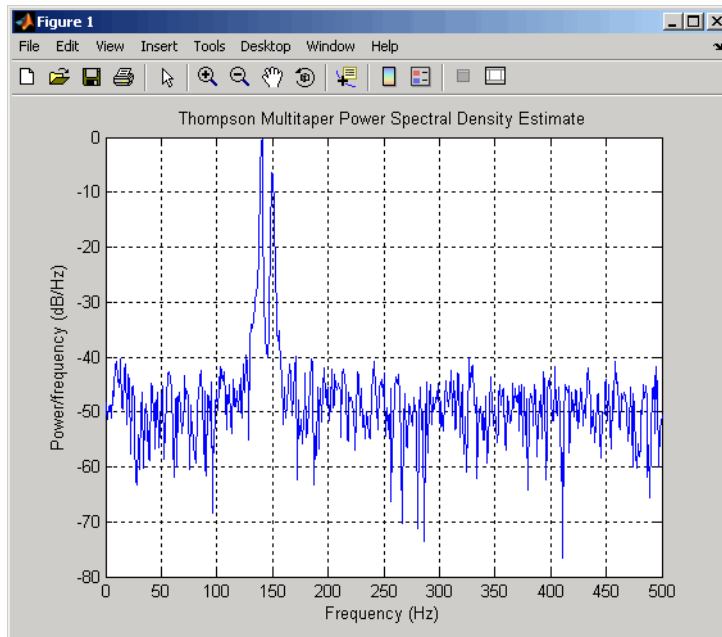 Figure 1
File Edit View Insert Tools Desktop Window Help
Thompson Multitaper Power Spectral Density Estimate
Power/frequency (dB/Hz)
0
-10
-20
-30
-40
-50
-60
-70
-80
0 50 100 150 200 250 300 350 400 450 500
Frequency (Hz)